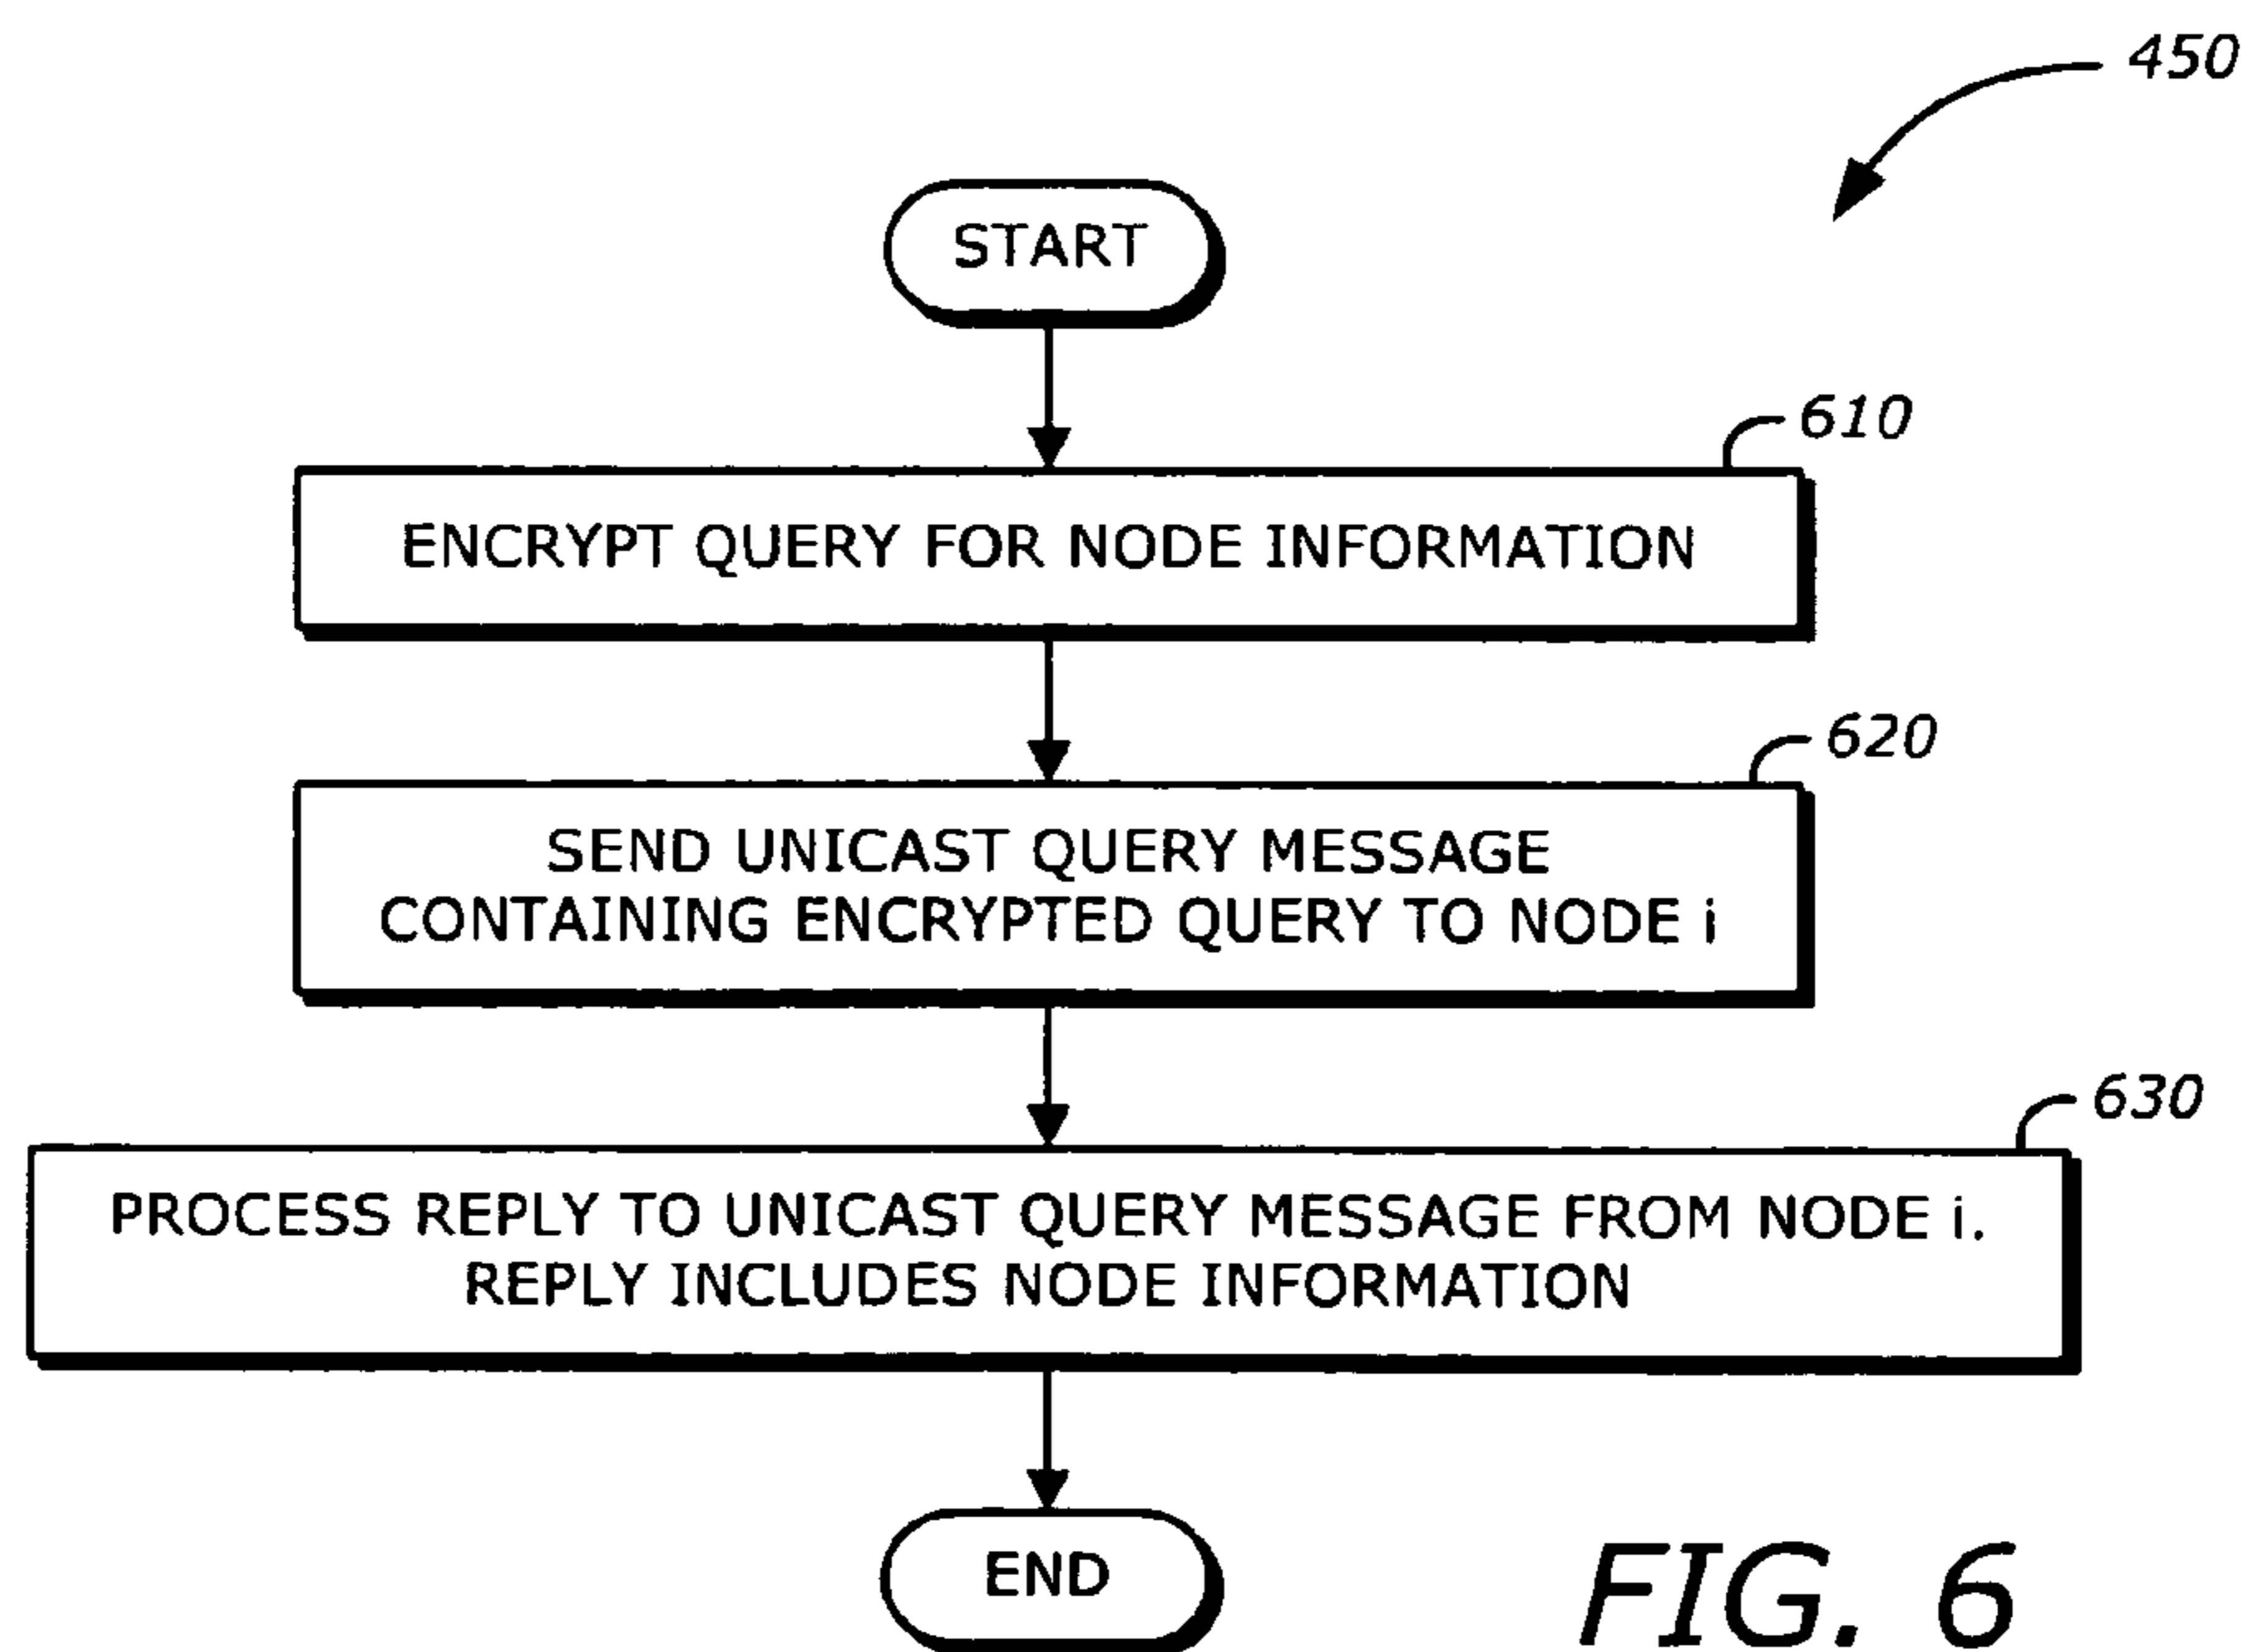 450
START
610
ENCRYPT QUERY FOR NODE INFORMATION
620
SEND UNICAST QUERY MESSAGE
CONTAINING ENCRYPTED QUERY TO NODE i
630
PROCESS REPLY TO UNICAST QUERY MESSAGE FROM NODE i.
REPLY INCLUDES NODE INFORMATION
END
FIG. 6